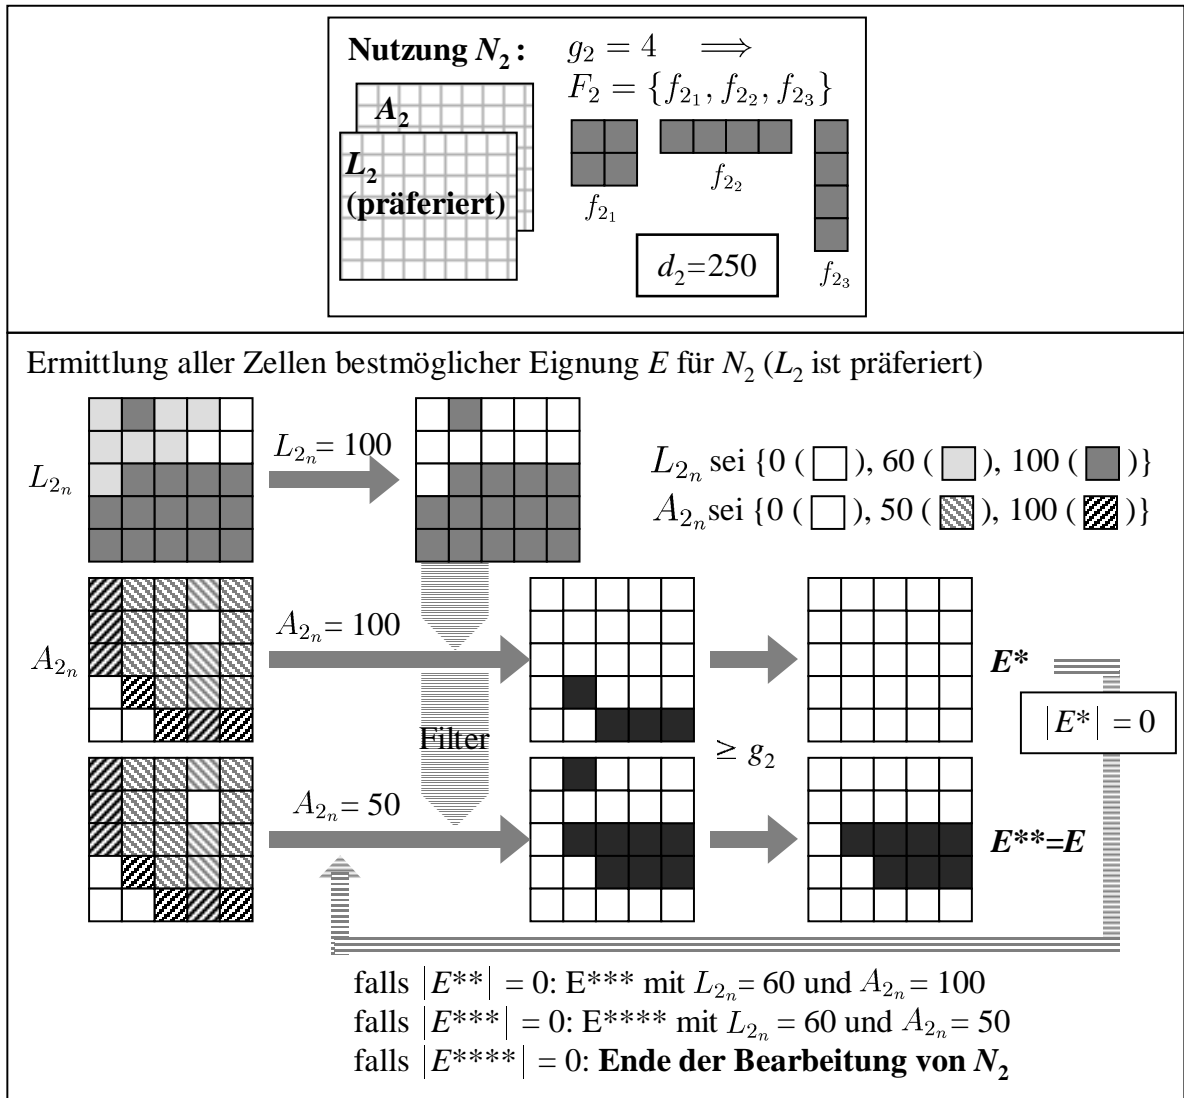 Nutzung N₂ : g₂ = 4 ⟹
F₂ = {f₂₁, f₂₂, f₂₃}
A₂
L₂
(präferiert)
f₂₁
f₂₂
f₂₃
d₂=250
Ermittlung aller Zellen bestmöglicher Eignung E für N₂ (L₂ ist präferiert)
L₂ₙ
L₂ₙ = 100
L₂ₙ sei {0 ( ), 60 ( ), 100 ( )}
A₂ₙ sei {0 ( ), 50 ( ), 100 ( )}
A₂ₙ
A₂ₙ = 100
E*
|E*| = 0
Filter
≥ g₂
A₂ₙ = 50
E**=E
falls |E**| = 0: E*** mit L₂ₙ = 60 und A₂ₙ = 100
falls |E***| = 0: E**** mit L₂ₙ = 60 und A₂ₙ = 50
falls |E****| = 0: Ende der Bearbeitung von N₂